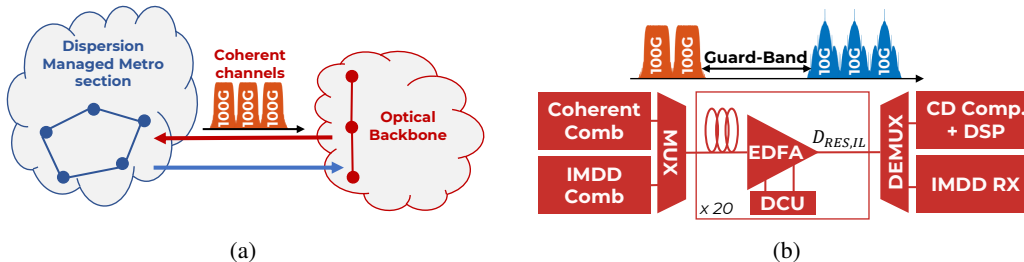 Dispersion
Managed Metro
section
Coherent
channels
100G 100G 100G
Optical
Backbone
(a)
100G 100G
Guard-Band
10G 10G 10G
Coherent
Comb
IMDD
Comb
MUX
EDFA
DCU
x 20
D_RES,IL
DEMUX
CD Comp.
+ DSP
IMDD RX
(b)